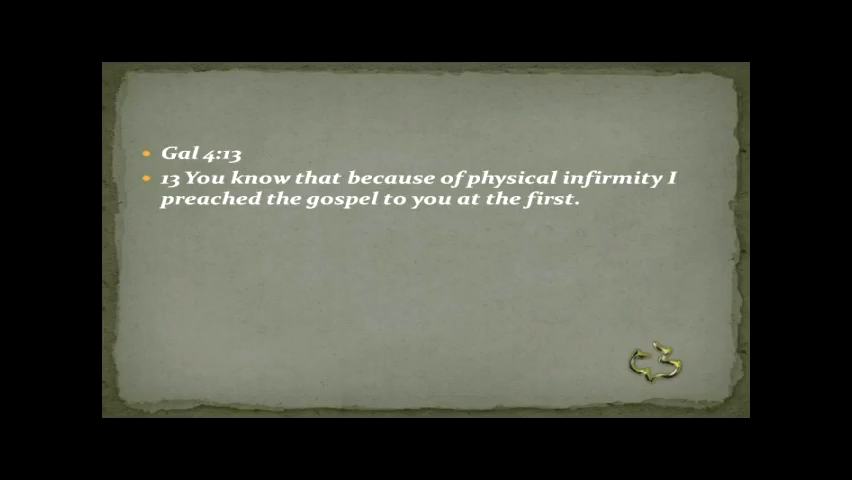 Gal 4:13
13 You know that because of physical infirmity I
preached the gospel to you at the first.